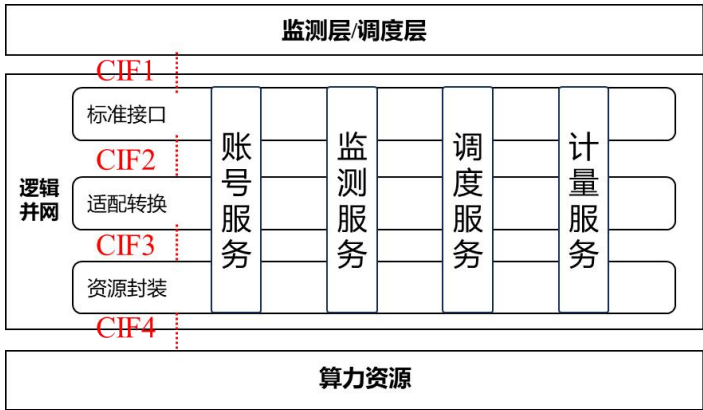 监测层/调度层
CIF1
标准接口
CIF2
逻辑
并网
适配转换
CIF3
资源封装
CIF4
账号服务
监测服务
调度服务
计量服务
算力资源